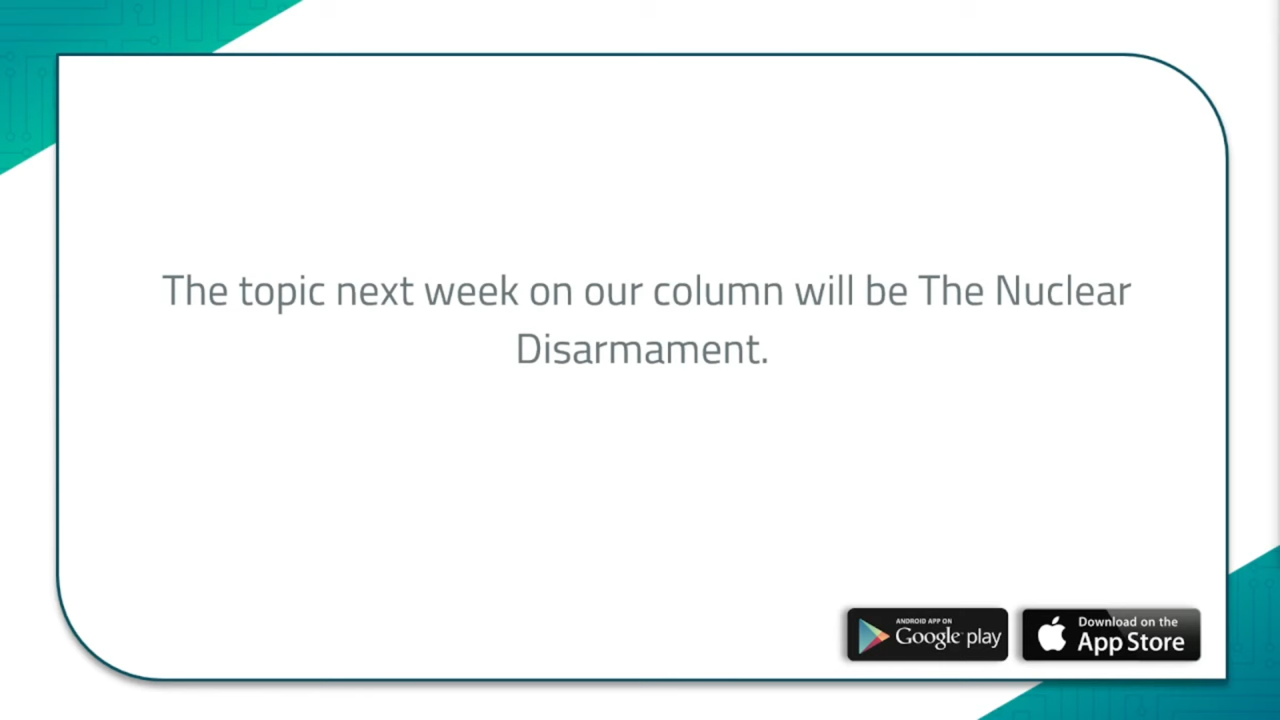 The topic next week on our column will be The Nuclear
Disarmament.
ANDROID APP ON
Google play
Download on the
App Store